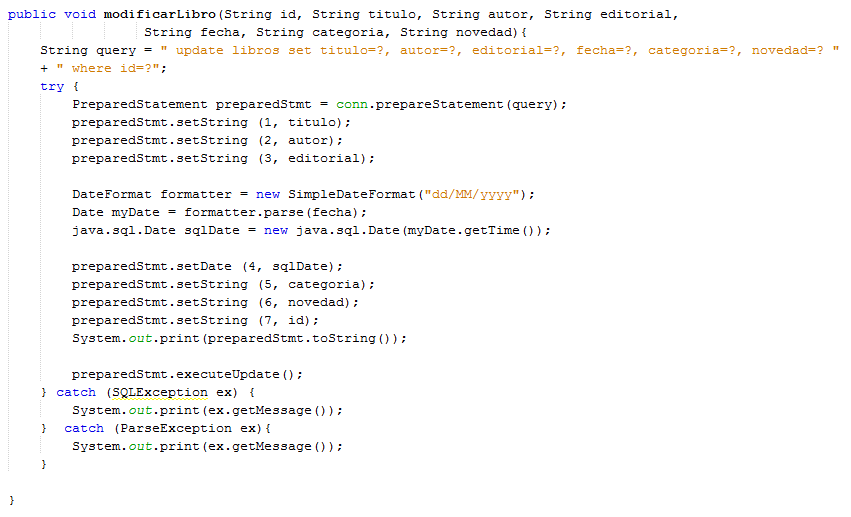 public void modificarLibro(String id, String titulo, String autor, String editorial,
String fecha, String categoria, String novedad){
String query = " update libros set titulo=?, autor=?, editorial=?, fecha=?, categoria=?, novedad=? "
+ " where id=?";
try {
PreparedStatement preparedStmt = conn.prepareStatement(query);
preparedStmt.setString (1, titulo);
preparedStmt.setString (2, autor);
preparedStmt.setString (3, editorial);
DateFormat formatter = new SimpleDateFormat("dd/MM/yyyy");
Date myDate = formatter.parse(fecha);
java.sql.Date sqlDate = new java.sql.Date(myDate.getTime());
preparedStmt.setDate (4, sqlDate);
preparedStmt.setString (5, categoria);
preparedStmt.setString (6, novedad);
preparedStmt.setString (7, id);
System.out.print(preparedStmt.toString());
preparedStmt.executeUpdate();
} catch (SQLException ex) {
System.out.print(ex.getMessage());
}  catch (ParseException ex){
System.out.print(ex.getMessage());
}
}